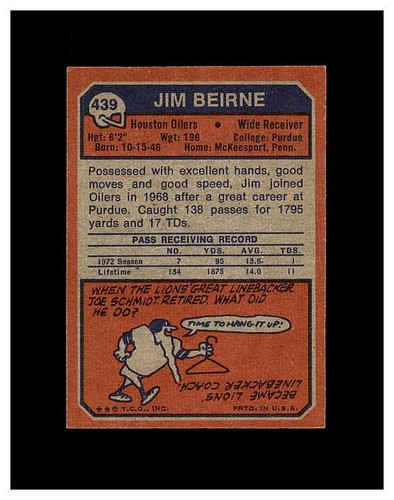 439
JIM BEIRNE
Houston Oilers • Wide Receiver
Hgt: 6'2" Wgt: 196 College: Purdue
Born: 10-15-46 Home: McKeesport, Penn.
Possessed with excellent hands, good
moves and good speed, Jim joined
Oilers in 1968 after a great career at
Purdue. Caught 138 passes for 1795
yards and 17 TDs.
PASS RECEIVING RECORD
NO. YDS. AVG. TDS.
1972 Season 7 95 13.6 1
Lifetime 134 1875 14.0 11
WHEN THE LIONS' GREAT LINEBACKER
JOE SCHMIDT RETIRED, WHAT DID
HE DO?
TIME TO HANG IT UP!
BECAME LIONS'
LINEBACKER COACH.
★★© T.C.G., INC. PRTD. IN U.S.A.